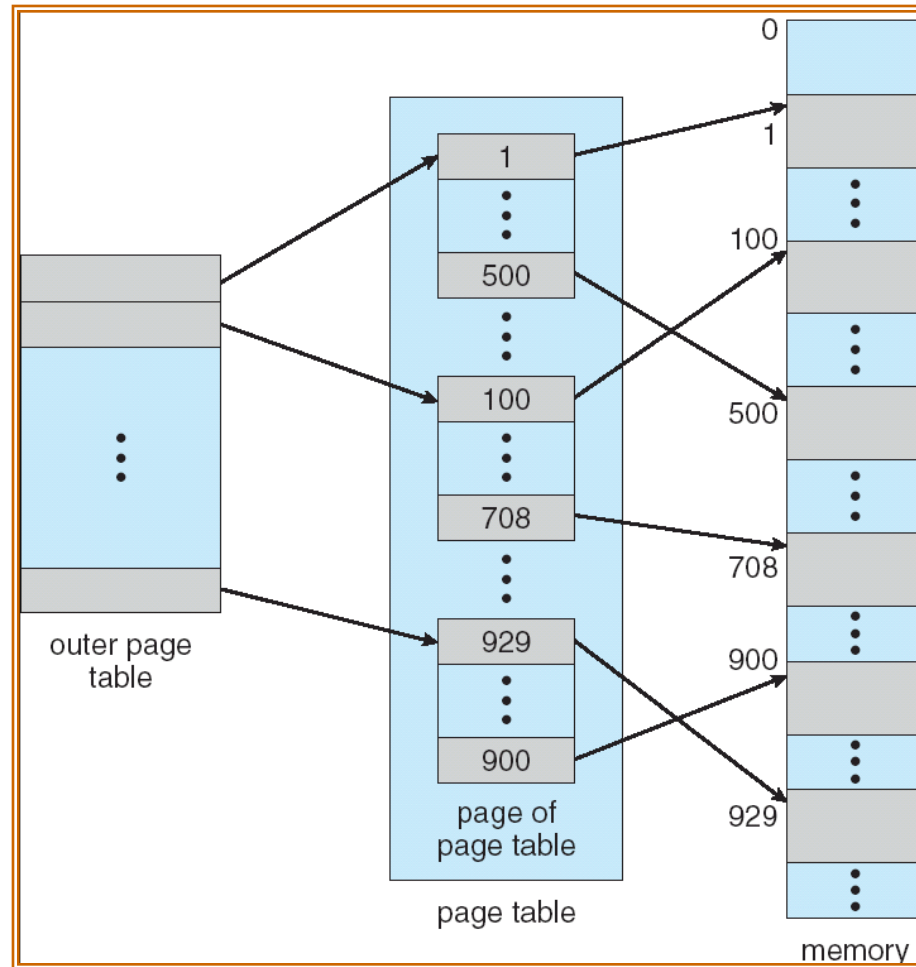 outer page
table
1
500
100
708
929
900
page of
page table
page table
0
1
100
500
708
900
929
memory